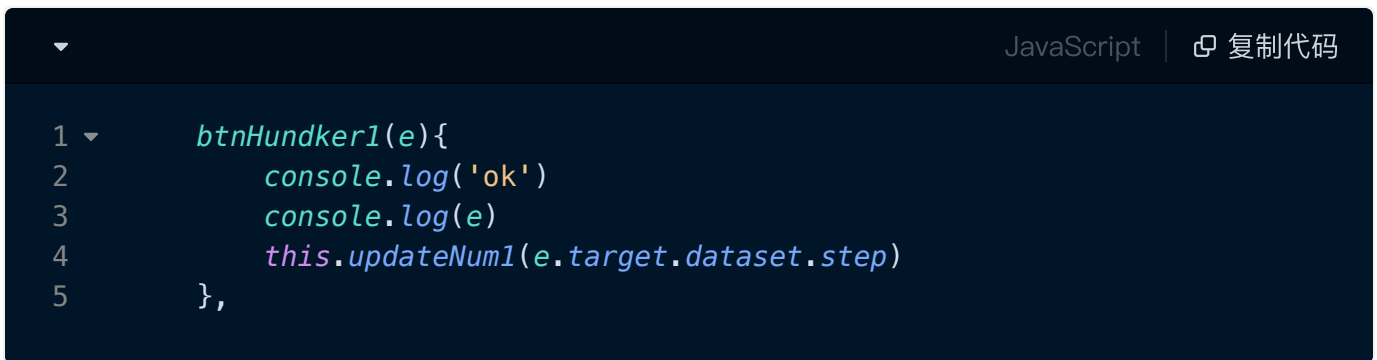 JavaScript 复制代码
1 btnHundker1(e){
2 console.log('ok')
3 console.log(e)
4 this.updateNum1(e.target.dataset.step)
5 },